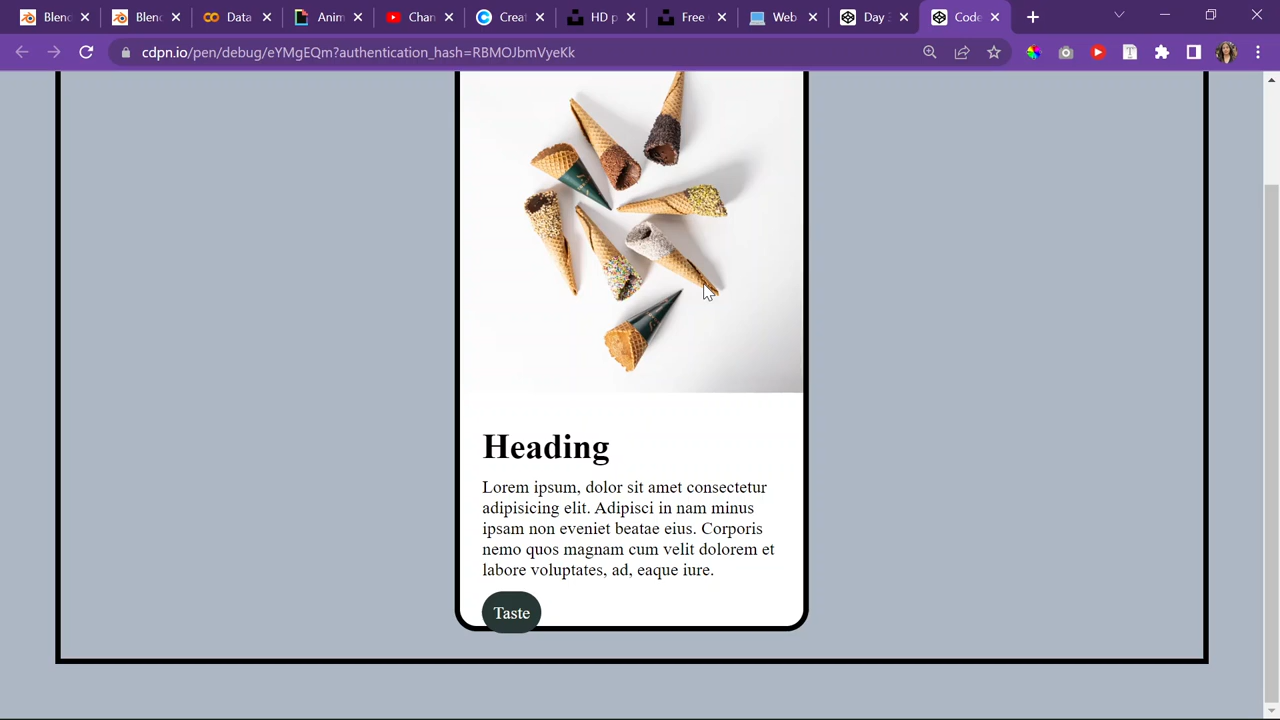 Blen
Blen
Data
Anim
Chan
Creat
HD p
Free
Web
Day
Code
cdpn.io/pen/debug/eYMgEQm?authentication_hash=RBMOJbmVyeKk
Heading
Lorem ipsum, dolor sit amet consectetur
adipisicing elit. Adipisci in nam minus
ipsam non eveniet beatae eius. Corporis
nemo quos magnam cum velit dolorem et
labore voluptates, ad, eaque iure.
Taste